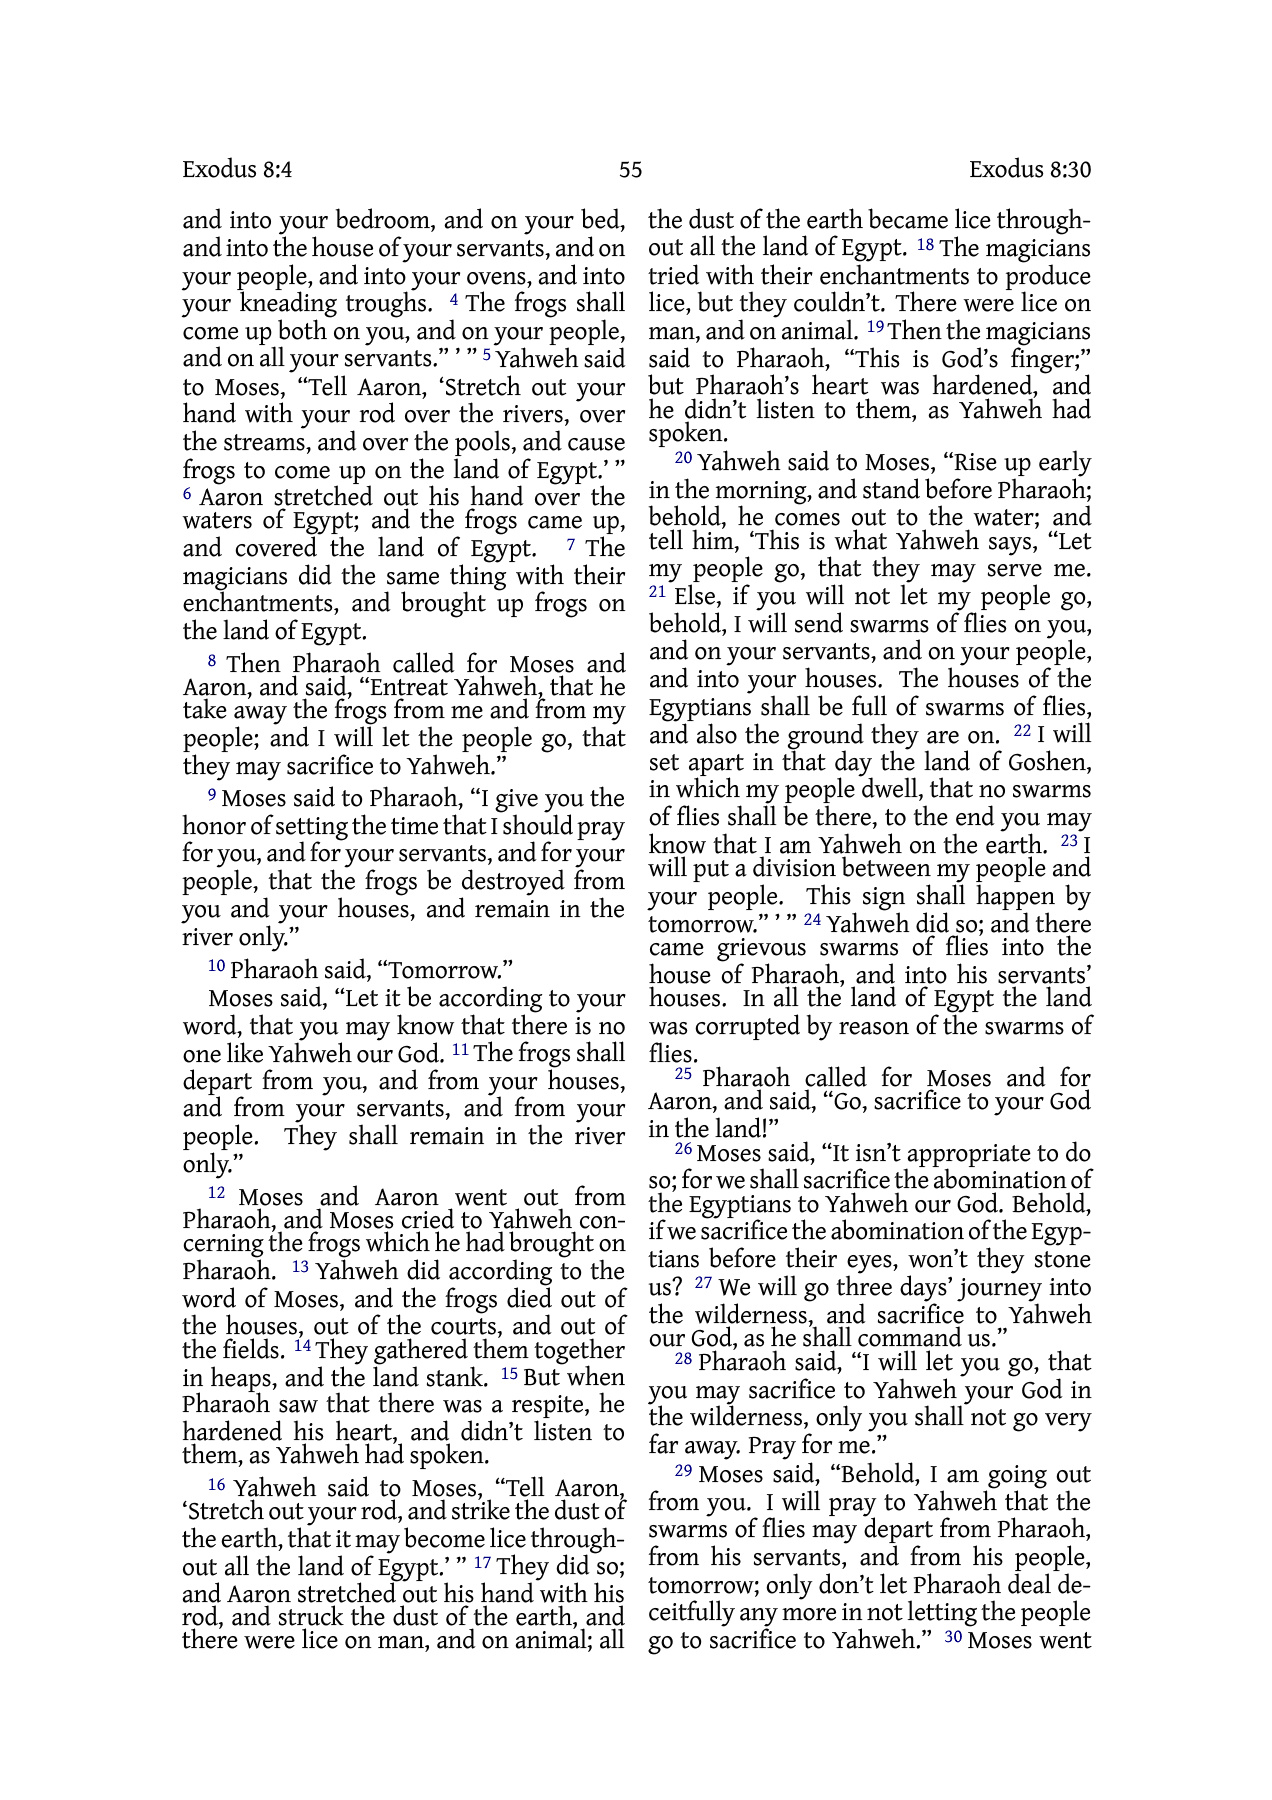 Exodus 8:4 55 Exodus 8:30
and into your bedroom, and on your bed,
and into the house of your servants, and on
your people, and into your ovens, and into
your kneading troughs. 4 The frogs shall
come up both on you, and on your people,
and on all your servants.” ’ ” 5 Yahweh said
to Moses, “Tell Aaron, ‘Stretch out your
hand with your rod over the rivers, over
the streams, and over the pools, and cause
frogs to come up on the land of Egypt.’ ”
6 Aaron stretched out his hand over the
waters of Egypt; and the frogs came up,
and covered the land of Egypt. 7 The
magicians did the same thing with their
enchantments, and brought up frogs on
the land of Egypt.
8 Then Pharaoh called for Moses and
Aaron, and said, “Entreat Yahweh, that he
take away the frogs from me and from my
people; and I will let the people go, that
they may sacrifice to Yahweh.”
9 Moses said to Pharaoh, “I give you the
honor of setting the time that I should pray
for you, and for your servants, and for your
people, that the frogs be destroyed from
you and your houses, and remain in the
river only.”
10 Pharaoh said, “Tomorrow.”
Moses said, “Let it be according to your
word, that you may know that there is no
one like Yahweh our God. 11 The frogs shall
depart from you, and from your houses,
and from your servants, and from your
people. They shall remain in the river
only.”
12 Moses and Aaron went out from
Pharaoh, and Moses cried to Yahweh con-
cerning the frogs which he had brought on
Pharaoh. 13 Yahweh did according to the
word of Moses, and the frogs died out of
the houses, out of the courts, and out of
the fields. 14 They gathered them together
in heaps, and the land stank. 15 But when
Pharaoh saw that there was a respite, he
hardened his heart, and didn’t listen to
them, as Yahweh had spoken.
16 Yahweh said to Moses, “Tell Aaron,
‘Stretch out your rod, and strike the dust of
the earth, that it may become lice through-
out all the land of Egypt.’ ” 17 They did so;
and Aaron stretched out his hand with his
rod, and struck the dust of the earth, and
there were lice on man, and on animal; all
the dust of the earth became lice through-
out all the land of Egypt. 18 The magicians
tried with their enchantments to produce
lice, but they couldn’t. There were lice on
man, and on animal. 19 Then the magicians
said to Pharaoh, “This is God’s finger;”
but Pharaoh’s heart was hardened, and
he didn’t listen to them, as Yahweh had
spoken.
20 Yahweh said to Moses, “Rise up early
in the morning, and stand before Pharaoh;
behold, he comes out to the water; and
tell him, ‘This is what Yahweh says, “Let
my people go, that they may serve me.
21 Else, if you will not let my people go,
behold, I will send swarms of flies on you,
and on your servants, and on your people,
and into your houses. The houses of the
Egyptians shall be full of swarms of flies,
and also the ground they are on. 22 I will
set apart in that day the land of Goshen,
in which my people dwell, that no swarms
of flies shall be there, to the end you may
know that I am Yahweh on the earth. 23 I
will put a division between my people and
your people. This sign shall happen by
tomorrow.” ’ ” 24 Yahweh did so; and there
came grievous swarms of flies into the
house of Pharaoh, and into his servants’
houses. In all the land of Egypt the land
was corrupted by reason of the swarms of
flies.
25 Pharaoh called for Moses and for
Aaron, and said, “Go, sacrifice to your God
in the land!”
26 Moses said, “It isn’t appropriate to do
so; for we shall sacrifice the abomination of
the Egyptians to Yahweh our God. Behold,
if we sacrifice the abomination of the Egyp-
tians before their eyes, won’t they stone
us? 27 We will go three days’ journey into
the wilderness, and sacrifice to Yahweh
our God, as he shall command us.”
28 Pharaoh said, “I will let you go, that
you may sacrifice to Yahweh your God in
the wilderness, only you shall not go very
far away. Pray for me.”
29 Moses said, “Behold, I am going out
from you. I will pray to Yahweh that the
swarms of flies may depart from Pharaoh,
from his servants, and from his people,
tomorrow; only don’t let Pharaoh deal de-
ceitfully any more in not letting the people
go to sacrifice to Yahweh.” 30 Moses went